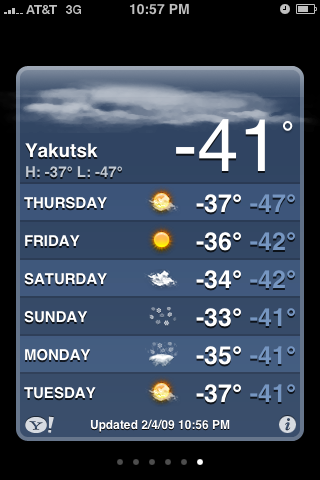 AT&T 3G 10:57 PM
-41°
Yakutsk
H: -37° L: -47°
THURSDAY -37° -47°
FRIDAY -36° -42°
SATURDAY -34° -42°
SUNDAY -33° -41°
MONDAY -35° -41°
TUESDAY -37° -41°
Y! Updated 2/4/09 10:56 PM i